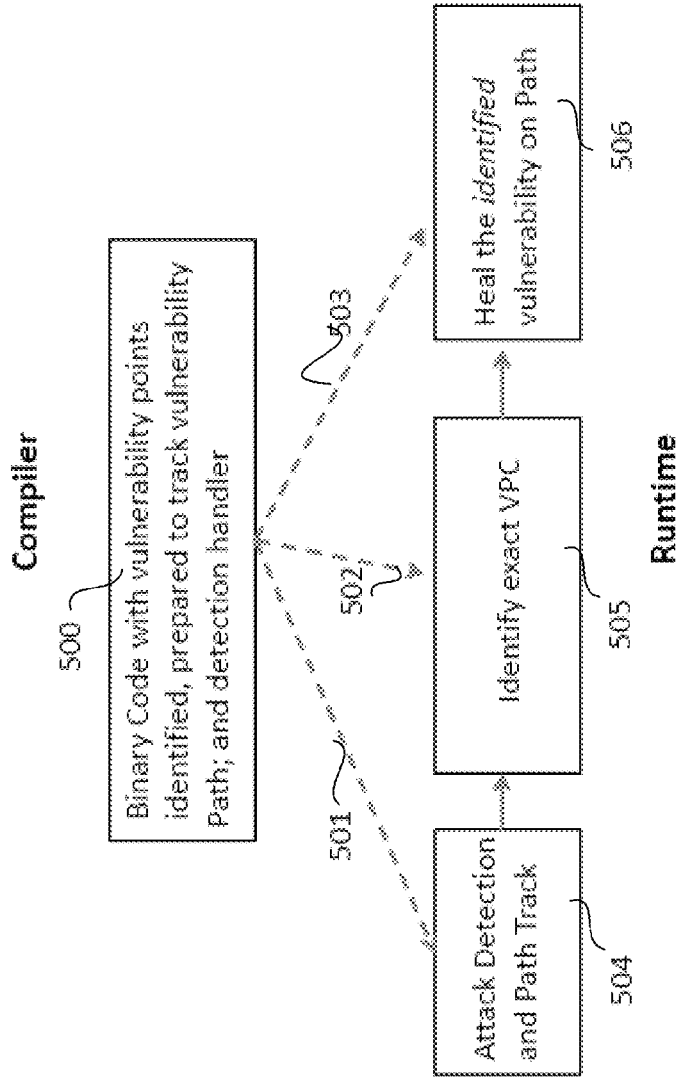 Compiler
500
Binary Code with vulnerability points
identified, prepared to track vulnerability
Path; and detection handler
501
502
503
Attack Detection
and Path Track
504
Identify exact VPC
505
Heal the identified
vulnerability on Path
506
Runtime